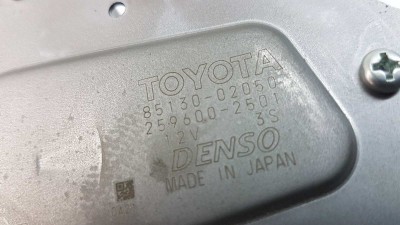 TOYOTA
85130-02050
259600-2501
12V 3S
DENSO
MADE IN JAPAN